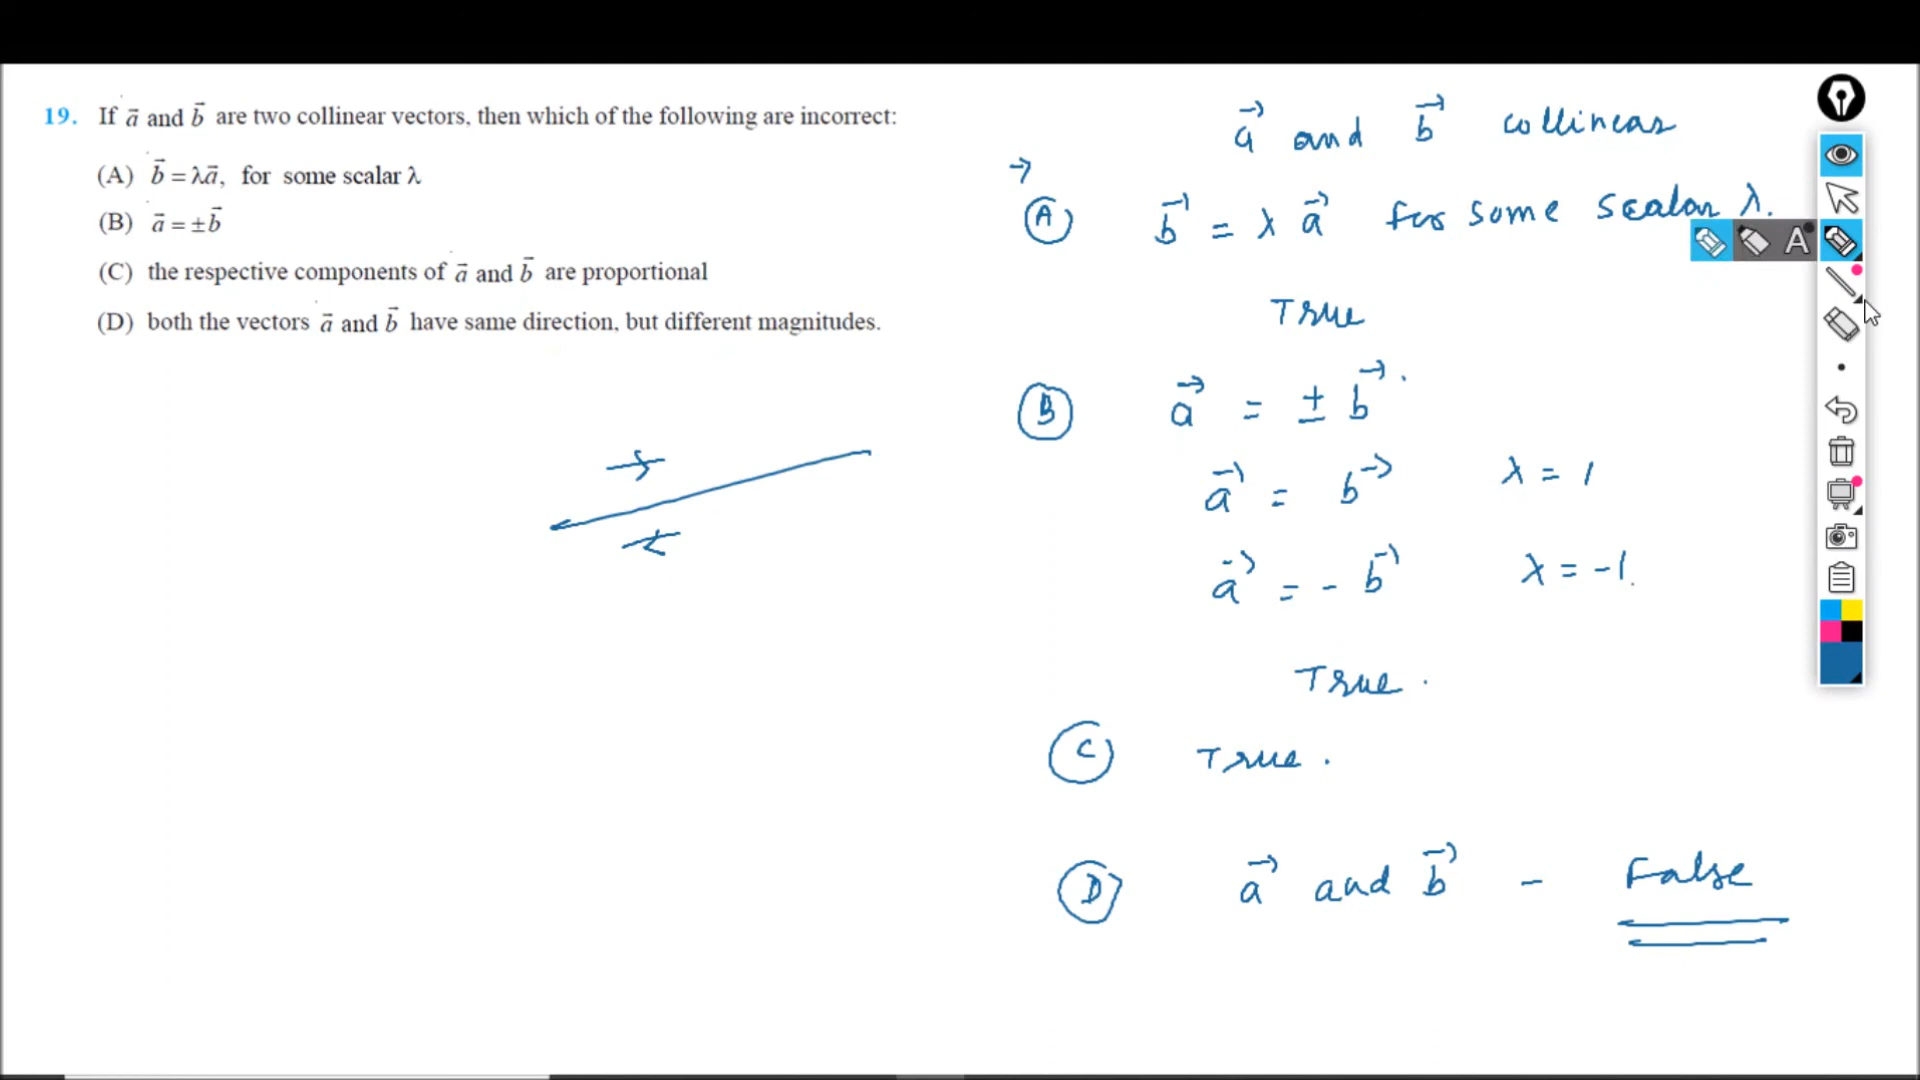 19. If a⃗ and b⃗ are two collinear vectors, then which of the following are incorrect:
(A) b⃗ = λa⃗, for some scalar λ
(B) a⃗ = ±b⃗
(C) the respective components of a⃗ and b⃗ are proportional
(D) both the vectors a⃗ and b⃗ have same direction, but different magnitudes.
a⃗ and b⃗ collinear
→
(A) b⃗ = λ a⃗ for some scalar λ.
True
(B) a⃗ = ± b⃗.
a⃗ = b⃗ λ = 1
a⃗ = - b⃗ λ = -1.
True.
(C) True.
(D) a⃗ and b⃗ - False
A